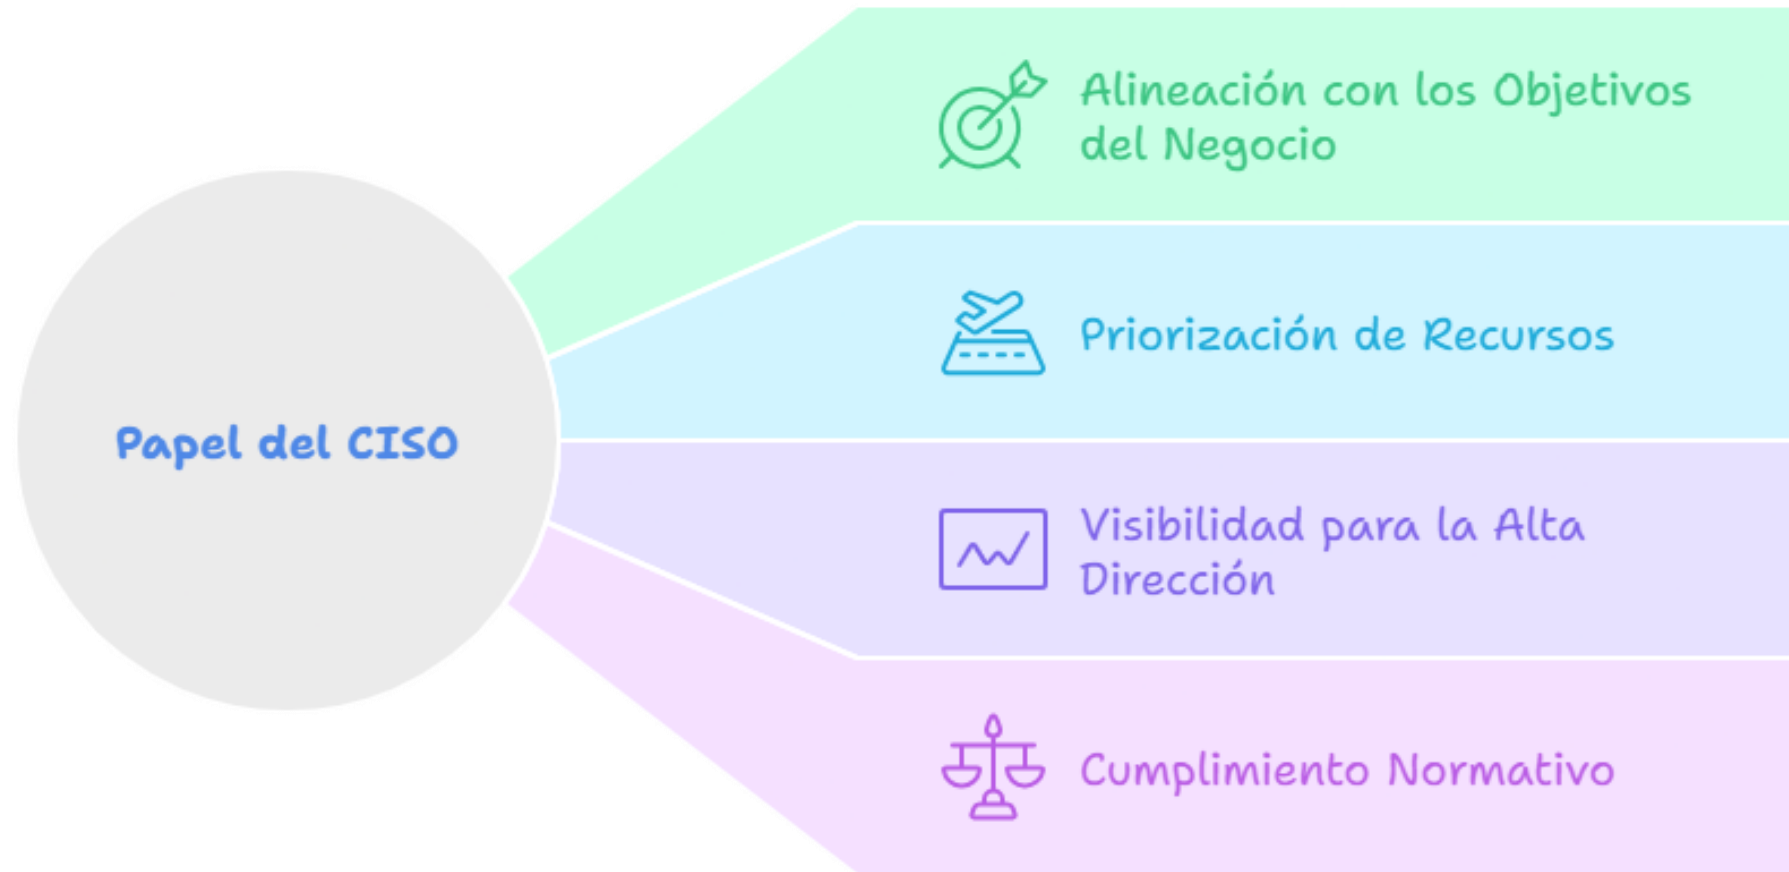 Papel del CISO
Alineación con los Objetivos
del Negocio
Priorización de Recursos
Visibilidad para la Alta
Dirección
Cumplimiento Normativo